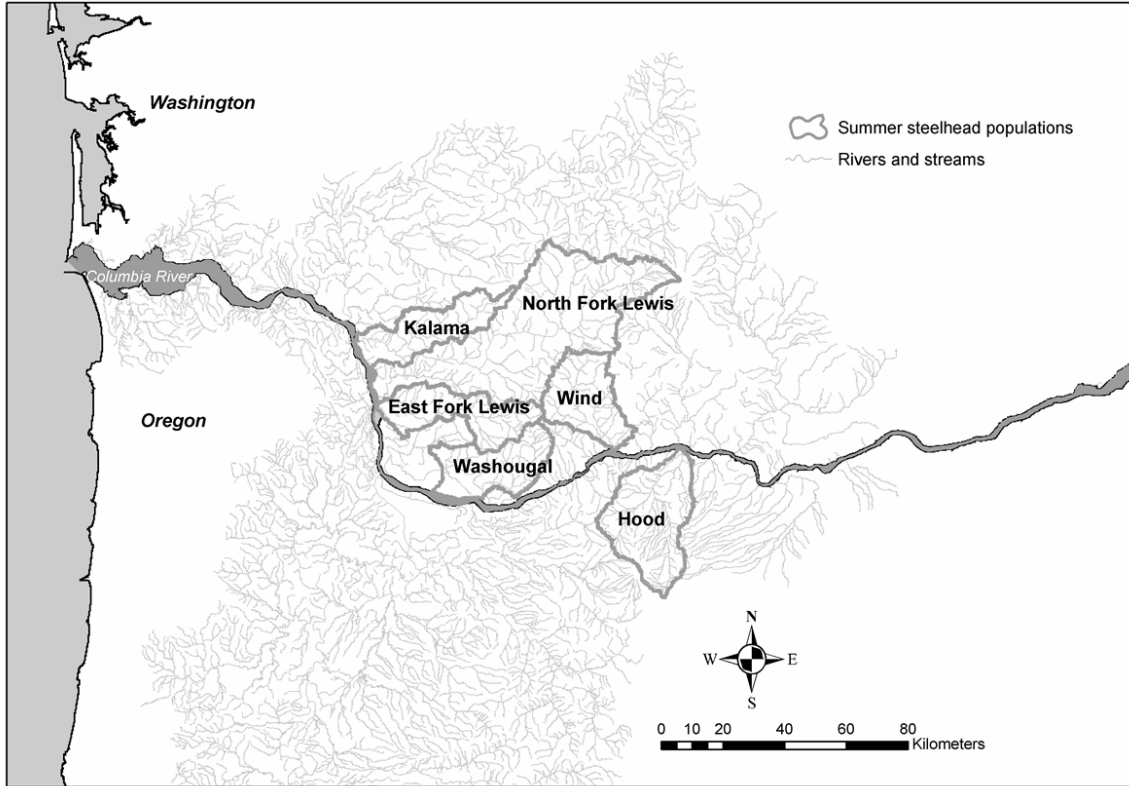 Washington
Summer steelhead populations
Rivers and streams
Columbia River
North Fork Lewis
Kalama
Oregon
East Fork Lewis
Wind
Washougal
Hood
N
W E
S
0 10 20 40 60 80
Kilometers